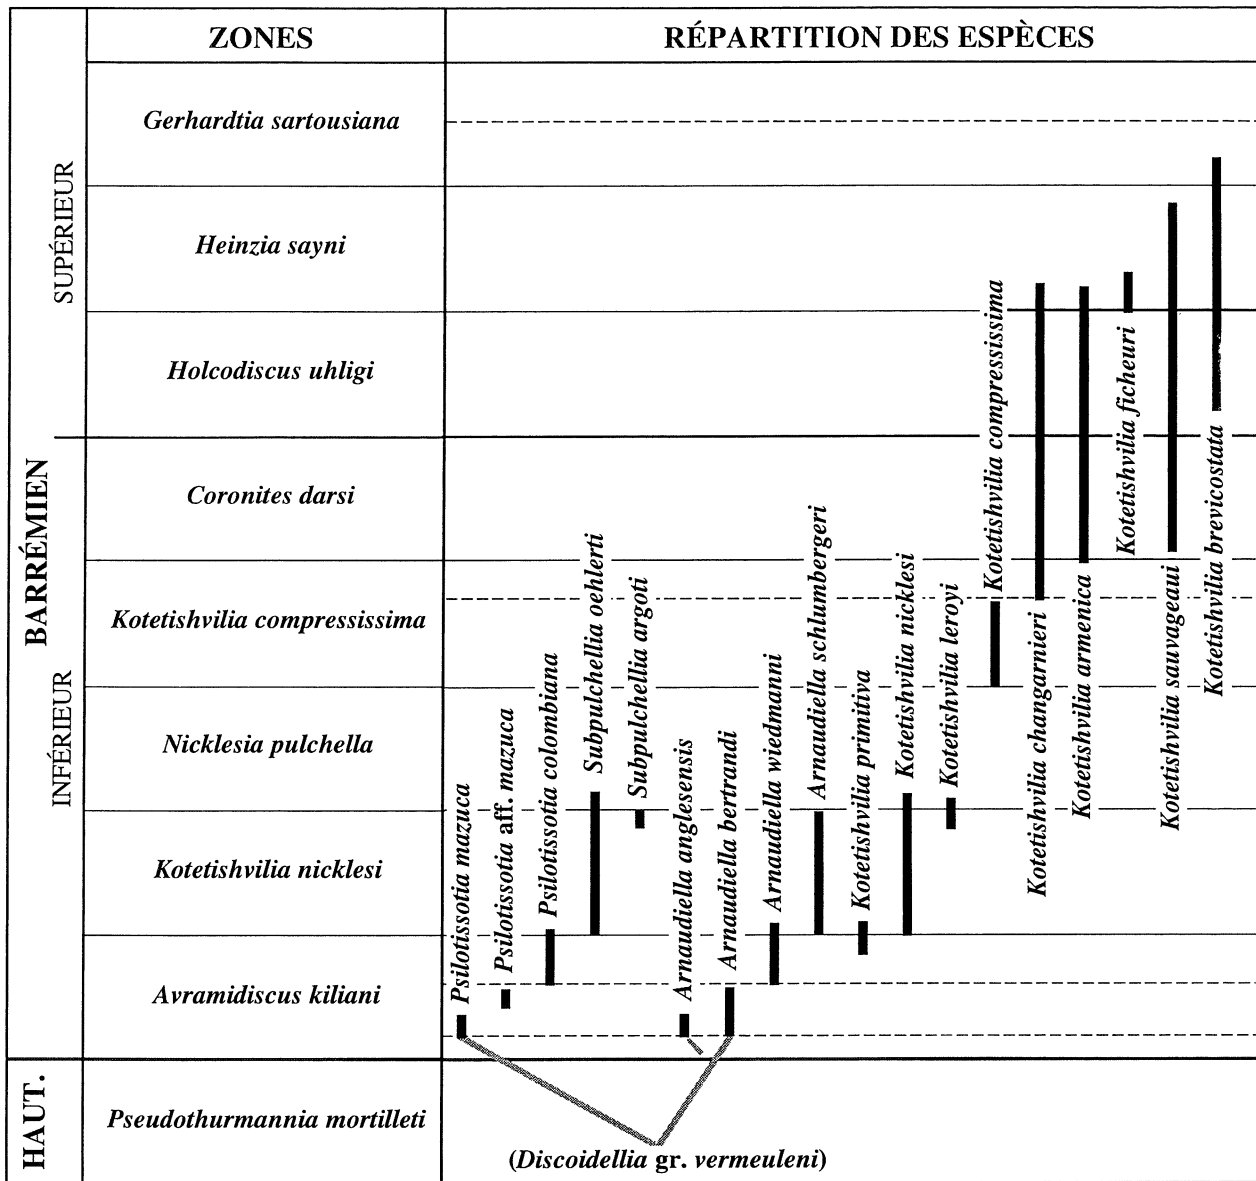 ZONES
RÉPARTITION DES ESPÈCES
BARRÉMIEN
SUPÉRIEUR
Gerhardtia sartousiana
Heinzia sayni
Holcodiscus uhligi
INFÉRIEUR
Coronites darsi
Kotetishvilia compressissima
Nicklesia pulchella
Kotetishvilia nicklesi
Avramidiscus kiliani
HAUT.
Pseudothurmannia mortilleti
Psilotissotia mazuca
Psilotissotia aff. mazuca
Psilotissotia colombiana
Subpulchellia oehlerti
Subpulchellia argoti
Arnaudiella anglesensis
Arnaudiella bertrandi
Arnaudiella wiedmanni
Arnaudiella schlumbergeri
Kotetishvilia primitiva
Kotetishvilia nicklesi
Kotetishvilia leroyi
Kotetishvilia compressissima
Kotetishvilia changarnieri
Kotetishvilia armenica
Kotetishvilia ficheuri
Kotetishvilia sauvageaui
Kotetishvilia brevicostata
(Discoidellia gr. vermeuleni)